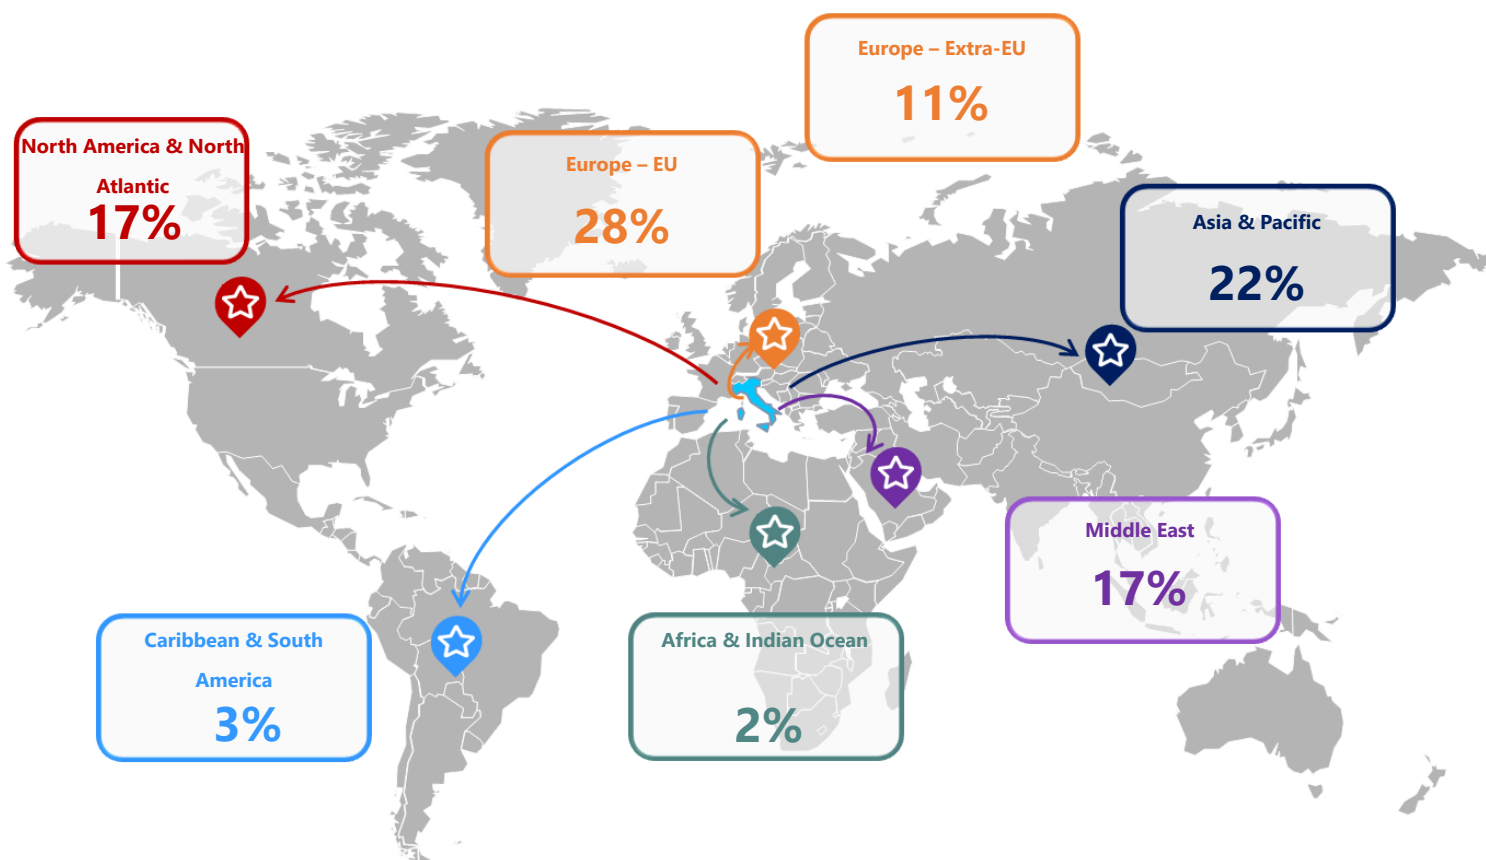 Europe – Extra-EU
11%
North America & North
Atlantic
17%
Europe – EU
28%
Asia & Pacific
22%
Middle East
17%
Caribbean & South
America
3%
Africa & Indian Ocean
2%